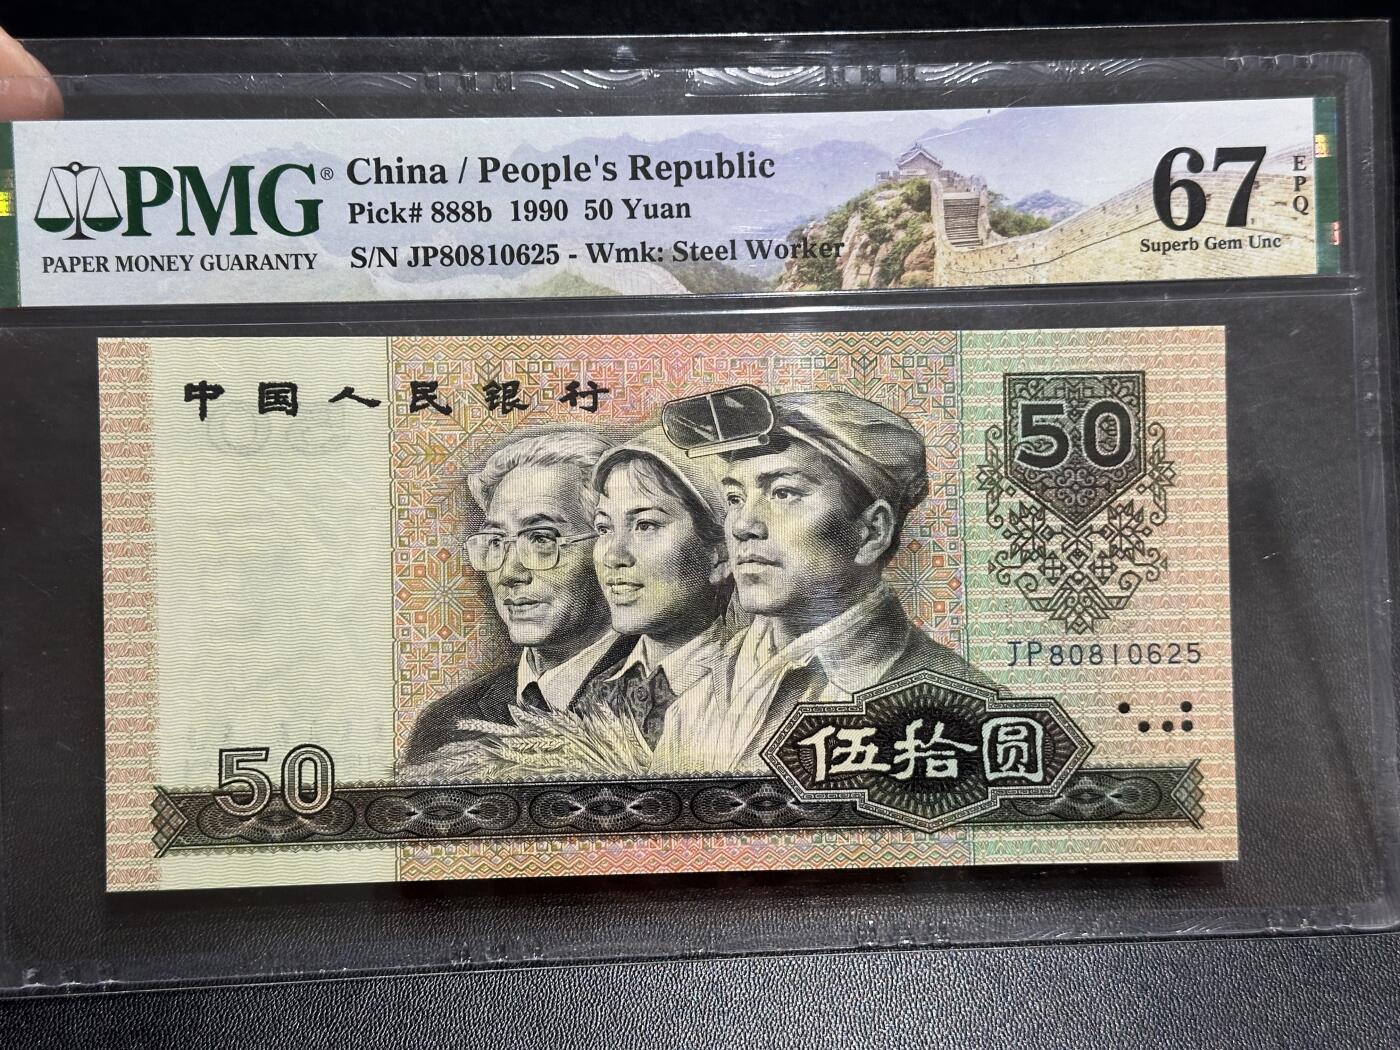 PMG®
PAPER MONEY GUARANTY
China / People's Republic
Pick# 888b 1990 50 Yuan
S/N JP80810625 - Wmk: Steel Worker
67
EPQ
Superb Gem Unc
中国人民银行
50
JP80810625
伍拾圆
50